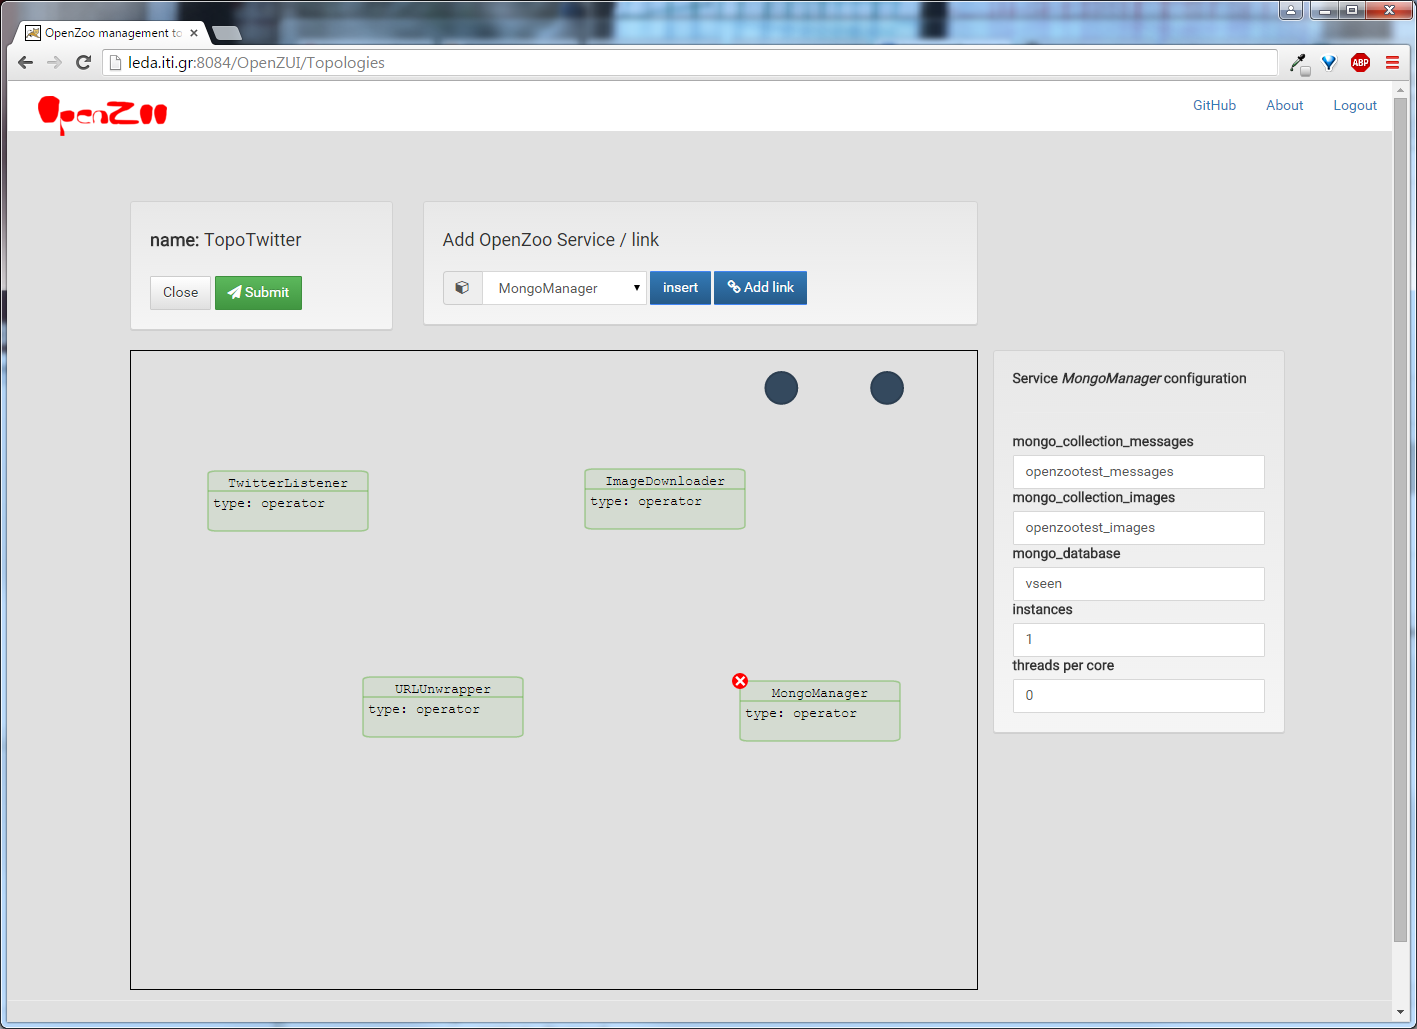 OpenZoo management to
leda.iti.gr:8084/OpenZUI/Topologies
ABP
OpenZoo
GitHub About Logout
name: TopoTwitter
Close Submit
Add OpenZoo Service / link
MongoManager insert Add link
TwitterListener
type: operator
ImageDownloader
type: operator
URLUnwrapper
type: operator
MongoManager
type: operator
Service MongoManager configuration
mongo_collection_messages
openzootest_messages
mongo_collection_images
openzootest_images
mongo_database
vseen
instances
1
threads per core
0